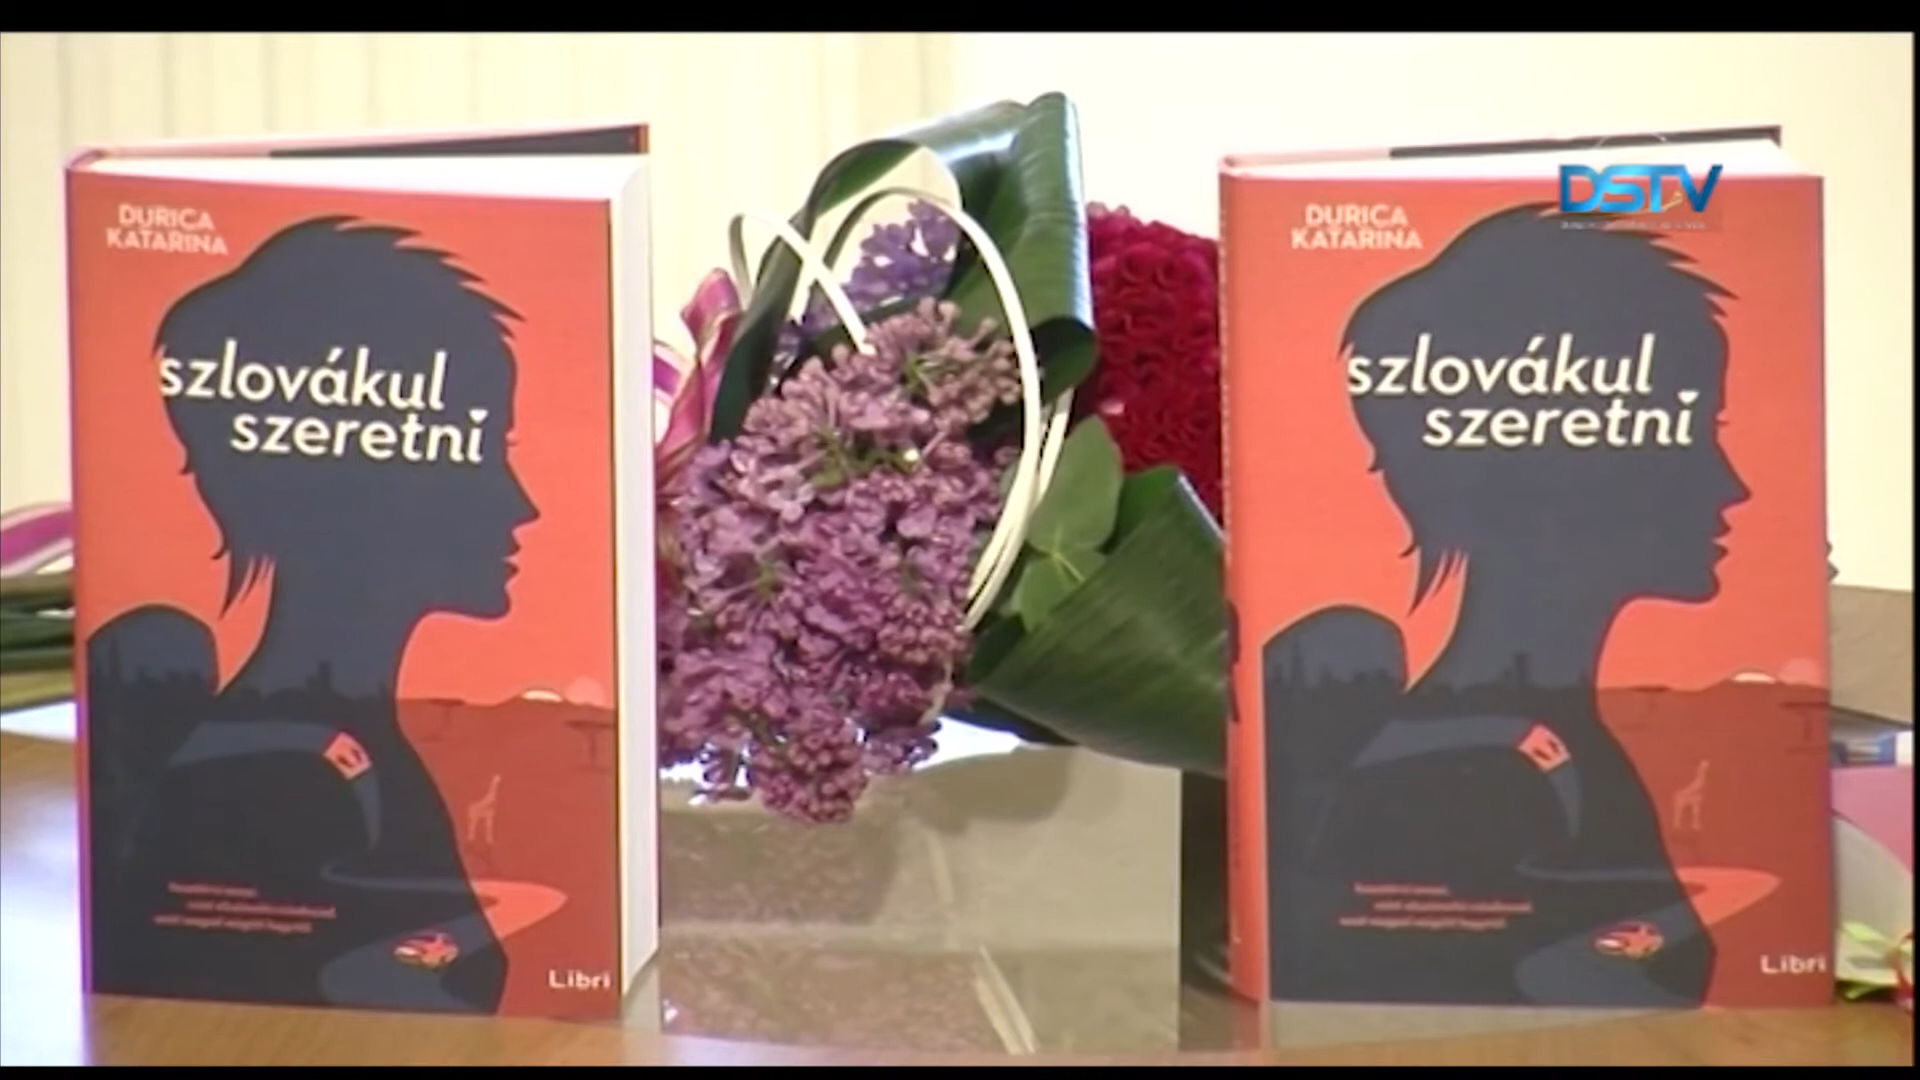 DURICA
KATARINA
szlovákul
szeretni
Libri
DURICA
KATARINA
szlovákul
szeretni
Libri
DSTV